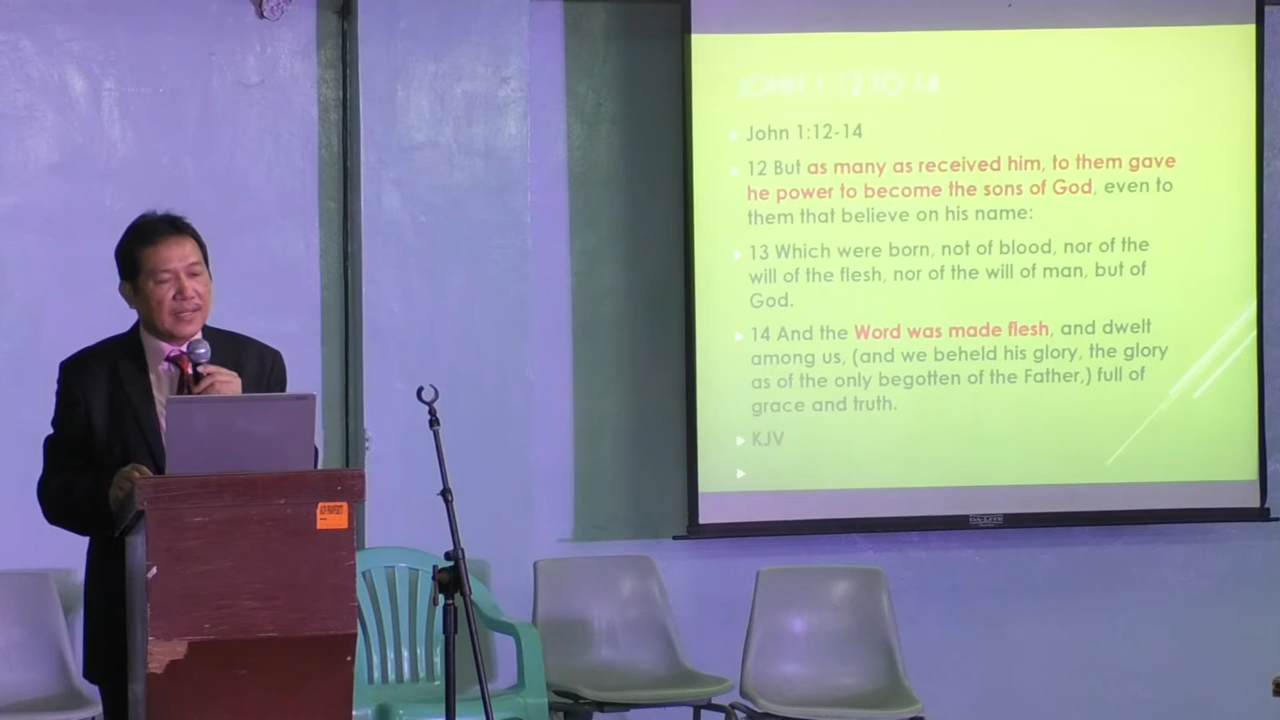 JOHN 1:12 TO 14
John 1:12-14
12 But as many as received him, to them gave
he power to become the sons of God, even to
them that believe on his name:
13 Which were born, not of blood, nor of the
will of the flesh, nor of the will of man, but of
God.
14 And the Word was made flesh, and dwelt
among us, (and we beheld his glory, the glory
as of the only begotten of the Father,) full of
grace and truth.
KJV
DA-LITE